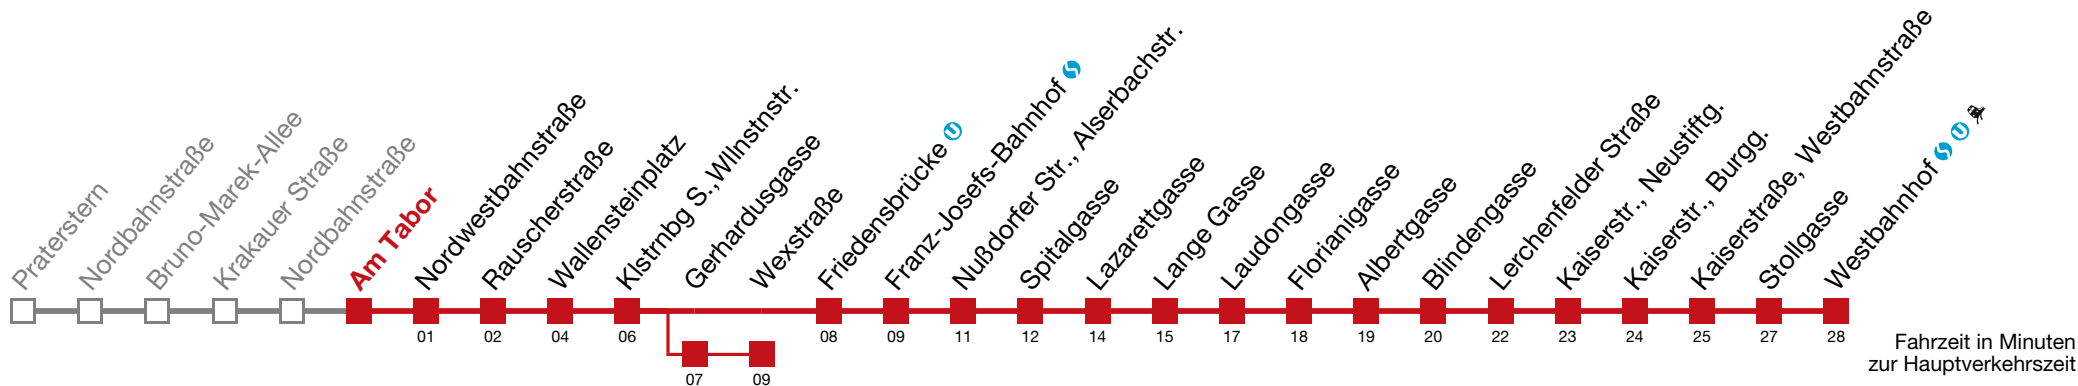 Praterstern
Nordbahnstraße
Bruno-Marek-Allee
Krakauer Straße
Nordbahnstraße
Am Tabor
Nordwestbahnstraße
Rauscherstraße
Wallensteinplatz
Klstrnbg S.,Wllnstnstr.
Gerhardusgasse
Wexstraße
Friedensbrücke U
Franz-Josefs-Bahnhof S
Nußdorfer Str., Alserbachstr.
Spitalgasse
Lazarettgasse
Lange Gasse
Laudongasse
Florianigasse
Albertgasse
Blindengasse
Lerchenfelder Straße
Kaiserstr., Neustiftg.
Kaiserstr., Burgg.
Kaiserstraße, Westbahnstraße
Stollgasse
Westbahnhof S U
01 02 04 06 08 09 11 12 14 15 17 18 19 20 22 23 24 25 27 28
07 09
Fahrzeit in Minuten
zur Hauptverkehrszeit